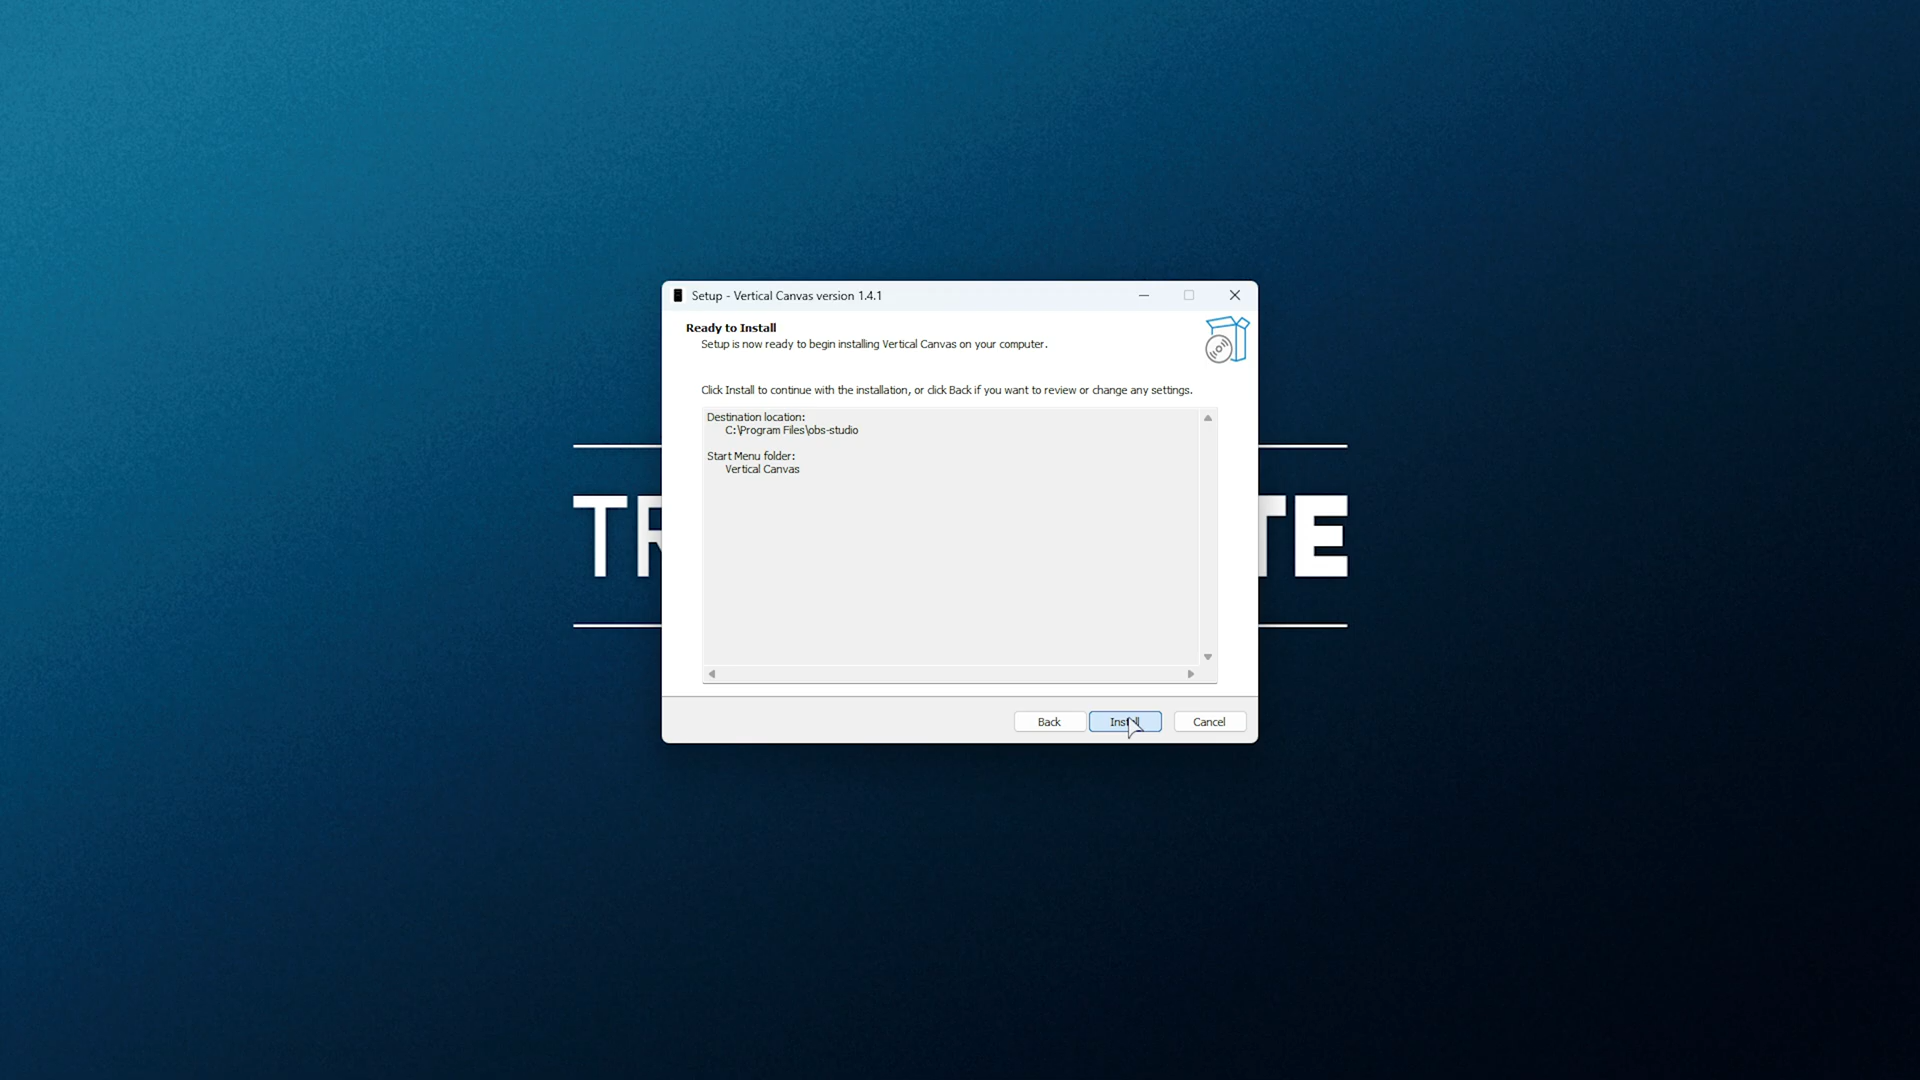 Setup - Vertical Canvas version 1.4.1
Ready to Install
Setup is now ready to begin installing Vertical Canvas on your computer.
Click Install to continue with the installation, or click Back if you want to review or change any settings.
Destination location:
C:\Program Files\obs-studio
Start Menu folder:
Vertical Canvas
TR
TE
Back
Install
Cancel